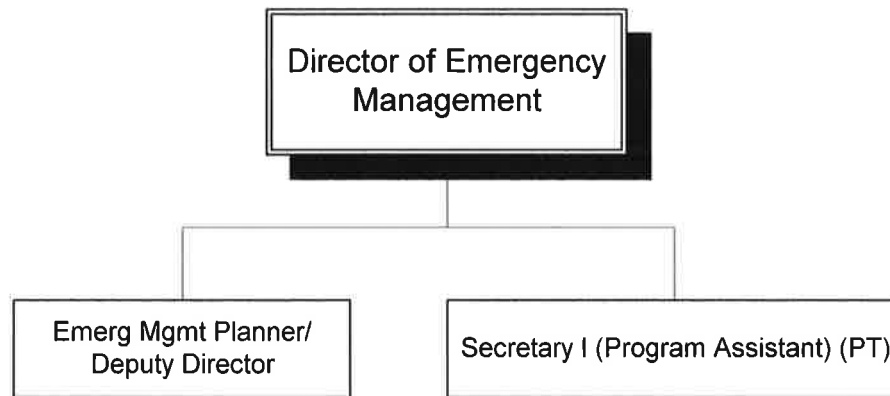 Director of Emergency
Management
Emerg Mgmt Planner/
Deputy Director
Secretary I (Program Assistant) (PT)